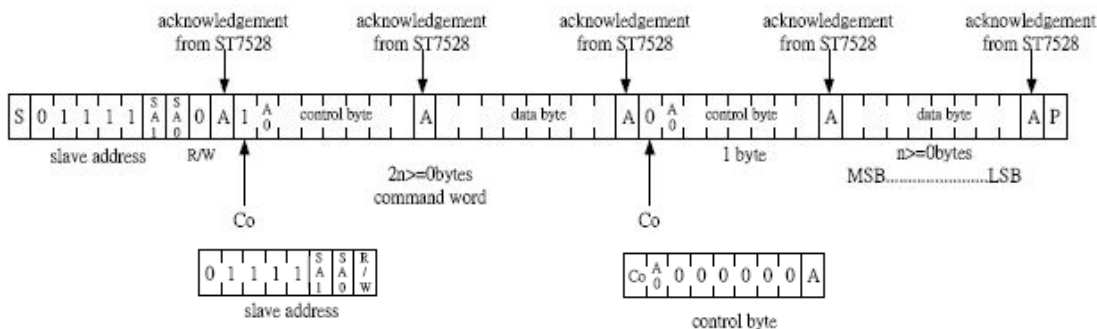 acknowledgement acknowledgement acknowledgement acknowledgement acknowledgement
from ST7528 from ST7528 from ST7528 from ST7528 from ST7528
S 0 1 1 1 1 SA1 SA0 0 A 1 A0 control byte A data byte A 0 A0 control byte A data byte A P
slave address R/W 1 byte n>=0bytes
2n>=0bytes MSB..........................LSB
command word
Co Co
0 1 1 1 1 SA1 SA0 R/W Co A0 0 0 0 0 0 0 A
slave address control byte